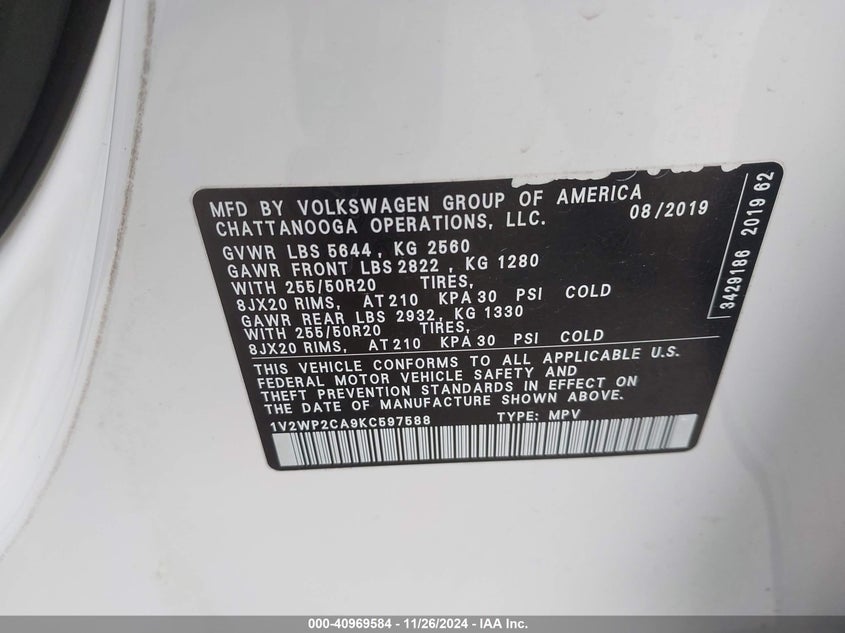 MFD BY VOLKSWAGEN GROUP OF AMERICA
CHATTANOOGA OPERATIONS, LLC. 08/2019
GVWR LBS 5644, KG 2560
GAWR FRONT LBS 2822, KG 1280
WITH 255/50R20 TIRES,
8JX20 RIMS, AT 210 KPA 30 PSI COLD
GAWR REAR LBS 2932, KG 1330
WITH 255/50R20 TIRES,
8JX20 RIMS, AT 210 KPA 30 PSI COLD
THIS VEHICLE CONFORMS TO ALL APPLICABLE U.S.
FEDERAL MOTOR VEHICLE SAFETY AND
THEFT PREVENTION STANDARDS IN EFFECT ON
THE DATE OF MANUFACTURE SHOWN ABOVE.
1V2WP2CA9KC597588 TYPE: MPV
3429186 2019 62
000-40969584 - 11/26/2024 - IAA Inc.